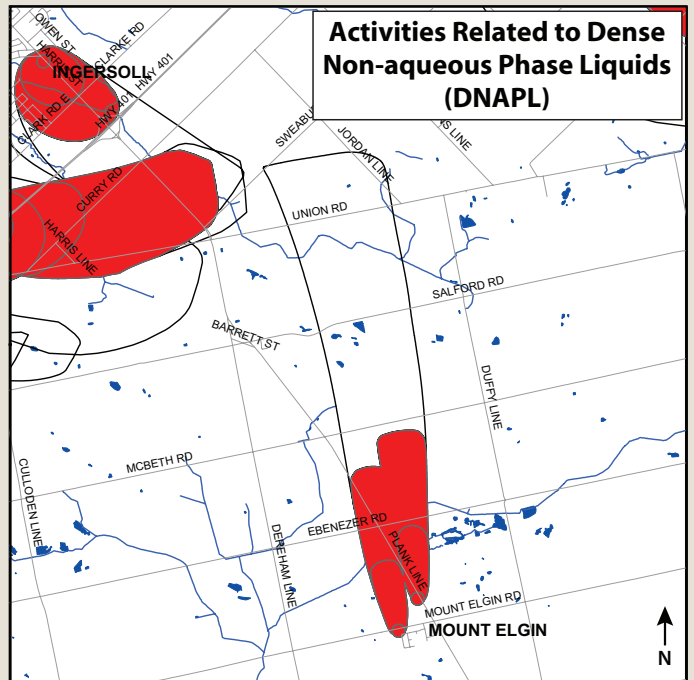 Activities Related to Dense
Non-aqueous Phase Liquids
(DNAPL)
OWEN ST
CLARKE RD
HARRIS ST
INGERSOLL
HWY 401
HWY 401
CLARK RD E
CURRY RD
HARRIS LINE
JORDAN LINE
UNION RD
SALFORD RD
BARRETT ST
DUFFY LINE
MCBETH RD
CULLODEN LINE
EBENEZER RD
DEREHAM LINE
PLANK LINE
MOUNT ELGIN RD
MOUNT ELGIN
N